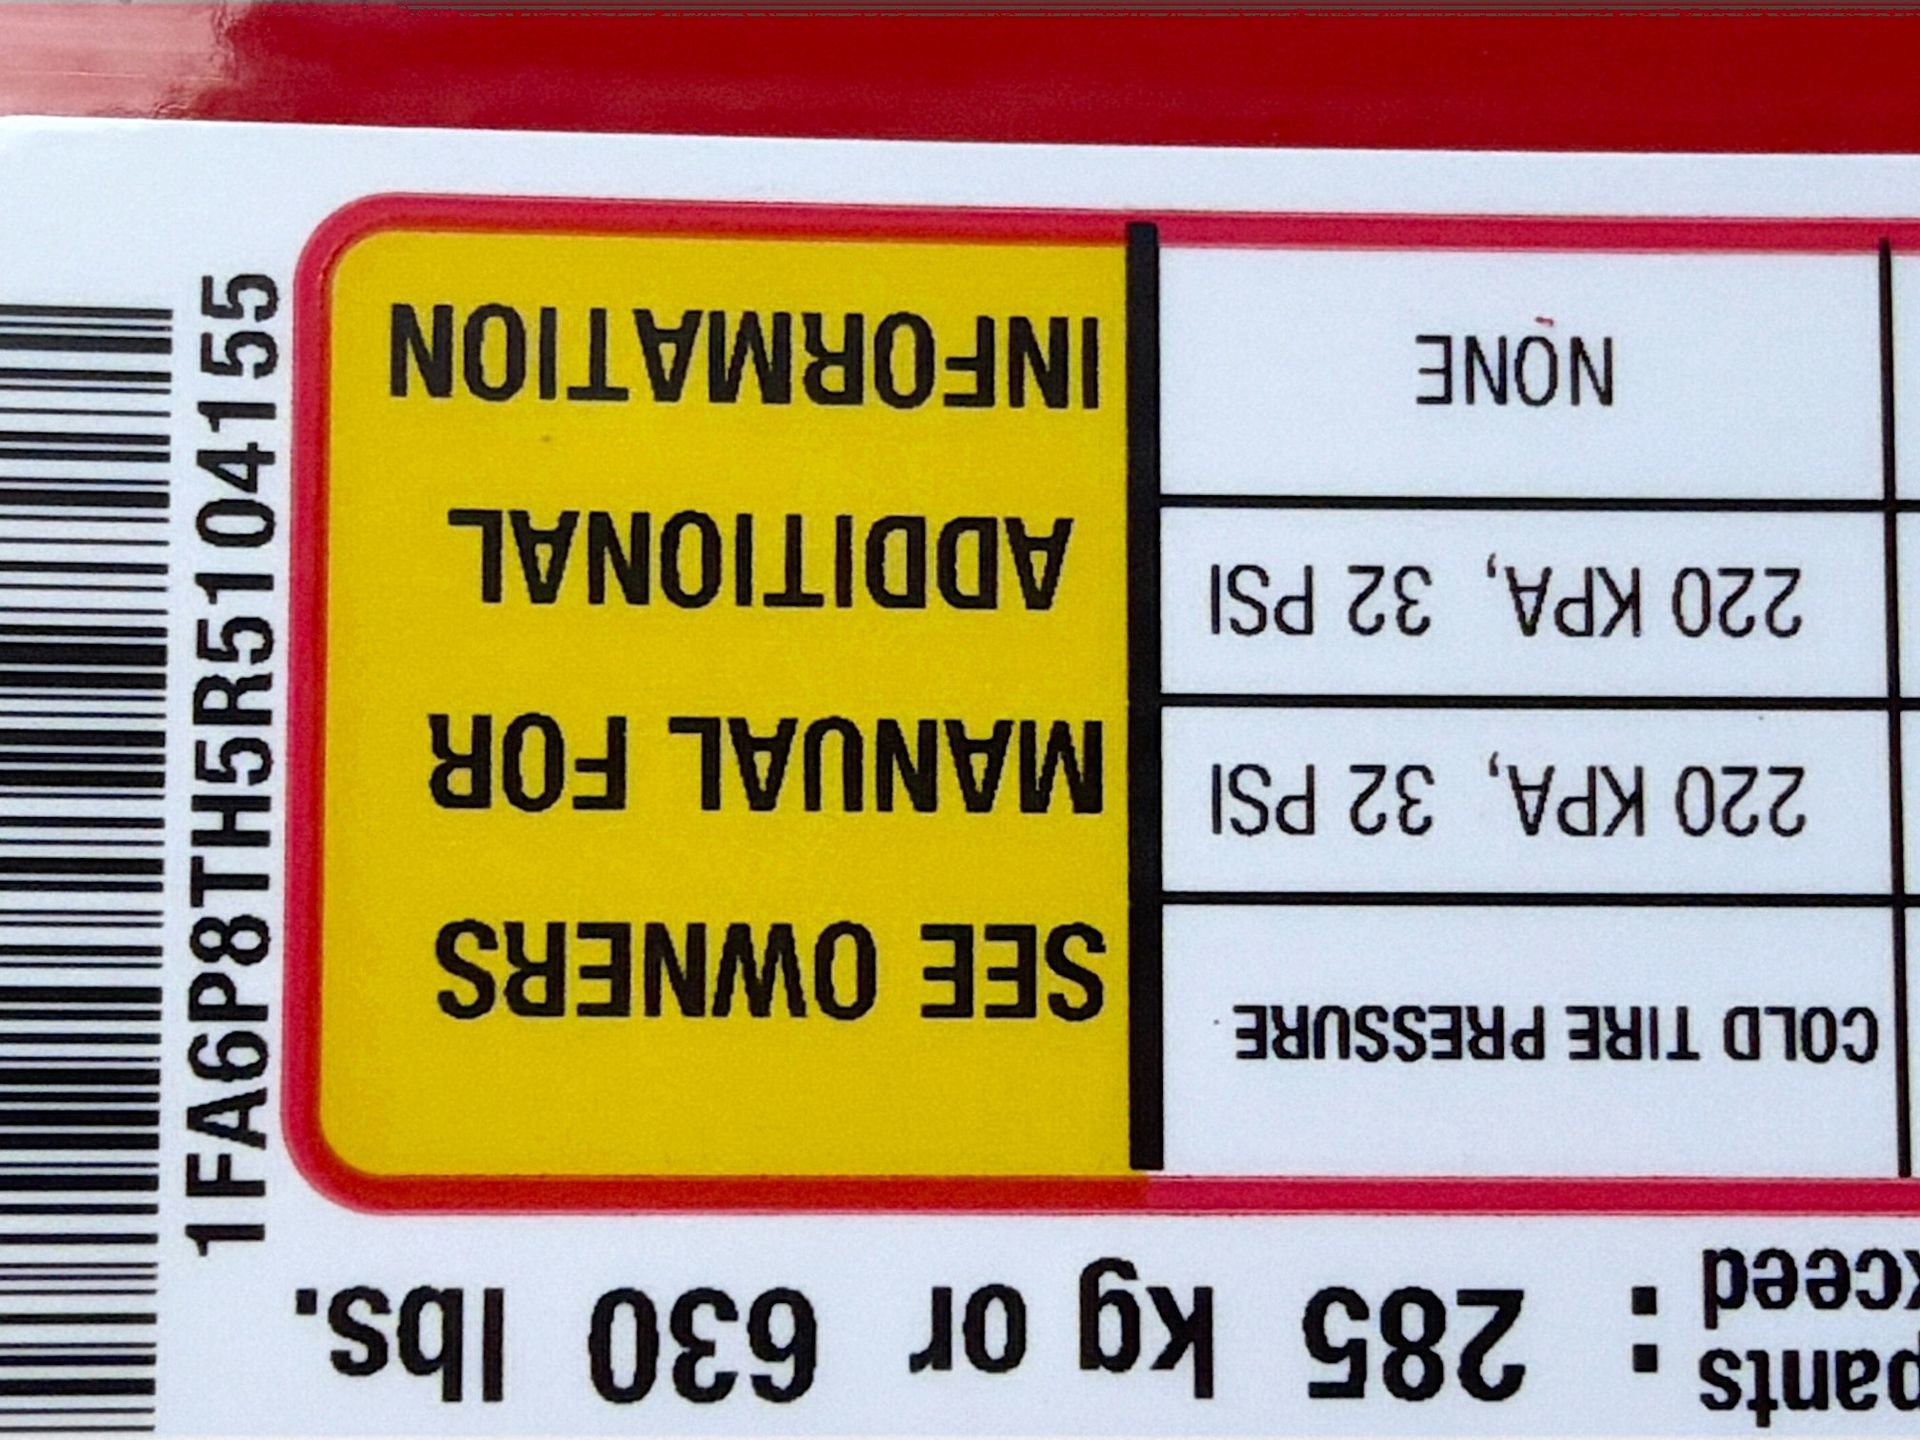 pants
xceed : 285 kg or 630 lbs.
COLD TIRE PRESSURE
220 KPA, 32 PSI
220 KPA, 32 PSI
NONE
SEE OWNERS
MANUAL FOR
ADDITIONAL
INFORMATION
1FA6P8TH5R5104155